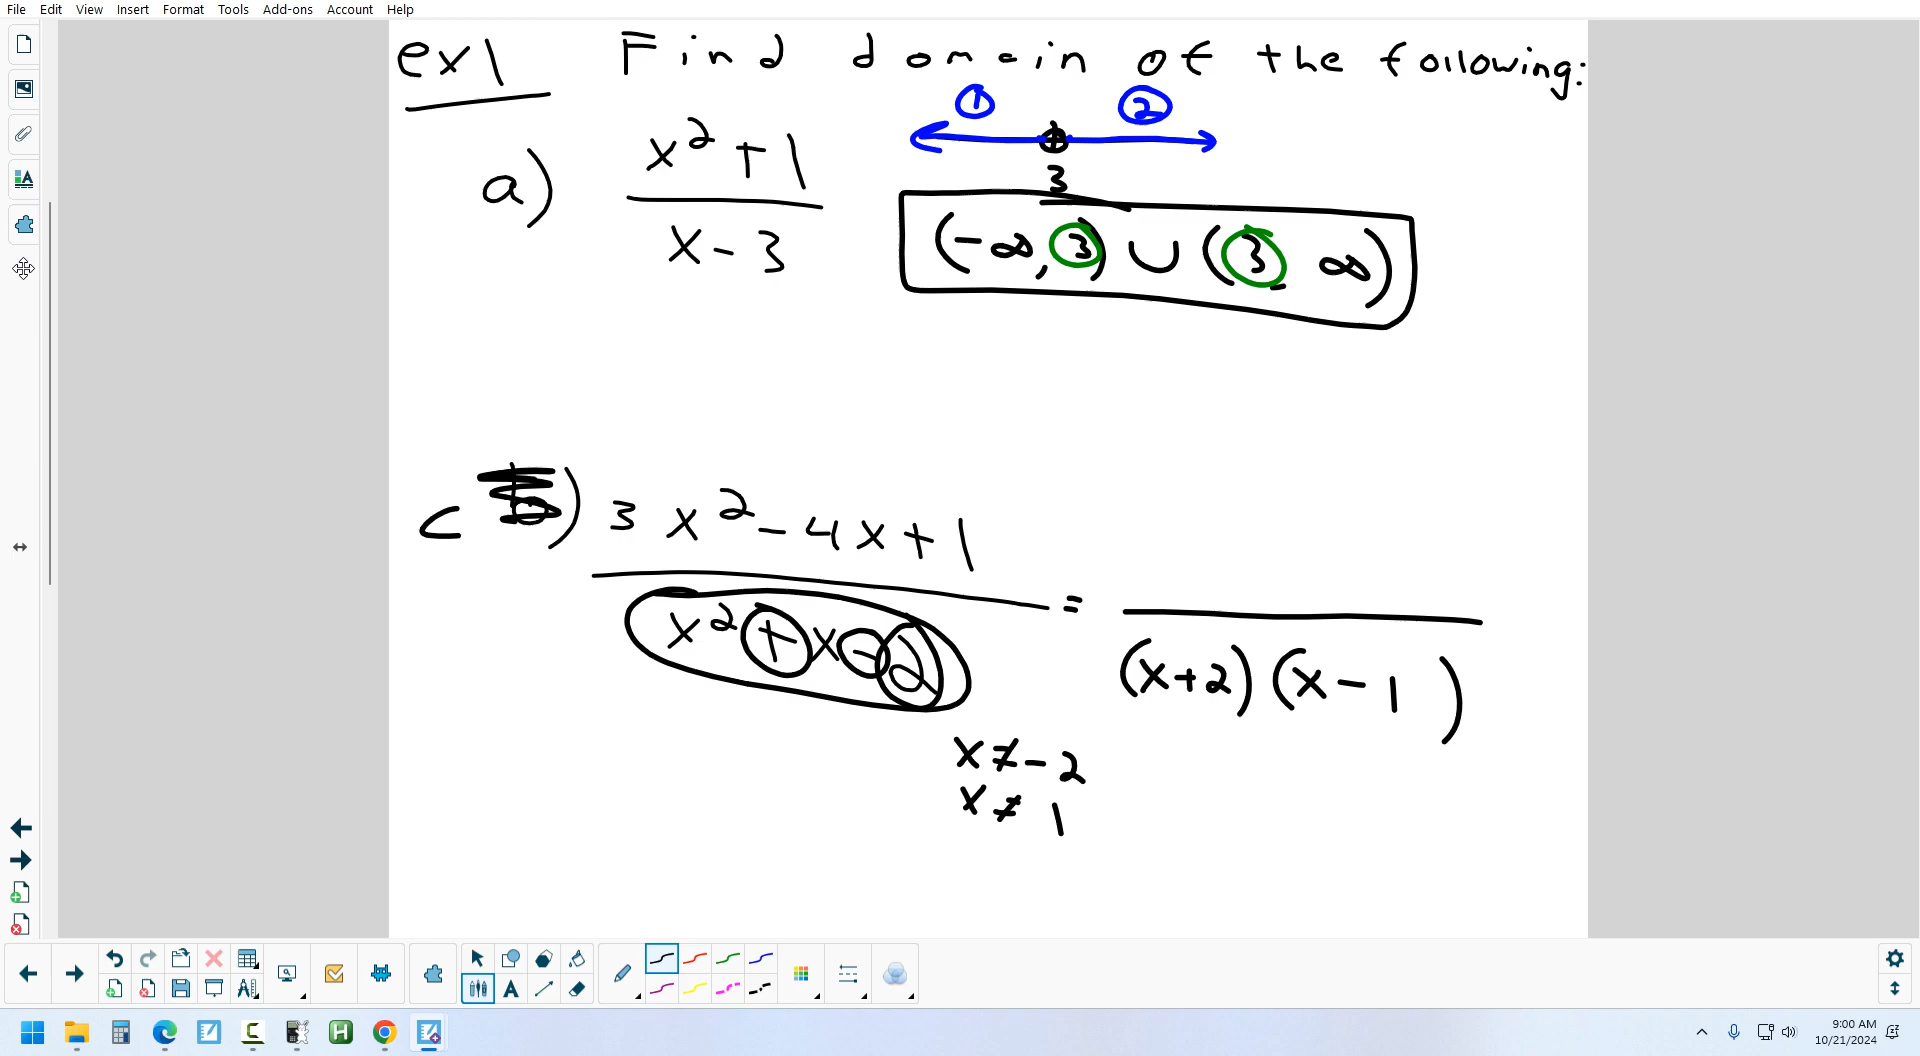 File Edit View Insert Format Tools Add-ons Account Help
ex1 Find domain of the following:
① ②
3
a) x²+1 / x-3
(-∞, 3) ∪ (3, ∞)
c b) 3x²-4x+1 / x²+x-2 = / (x+2)(x-1)
x≠-2
x≠1
A
H
9:00 AM
10/21/2024